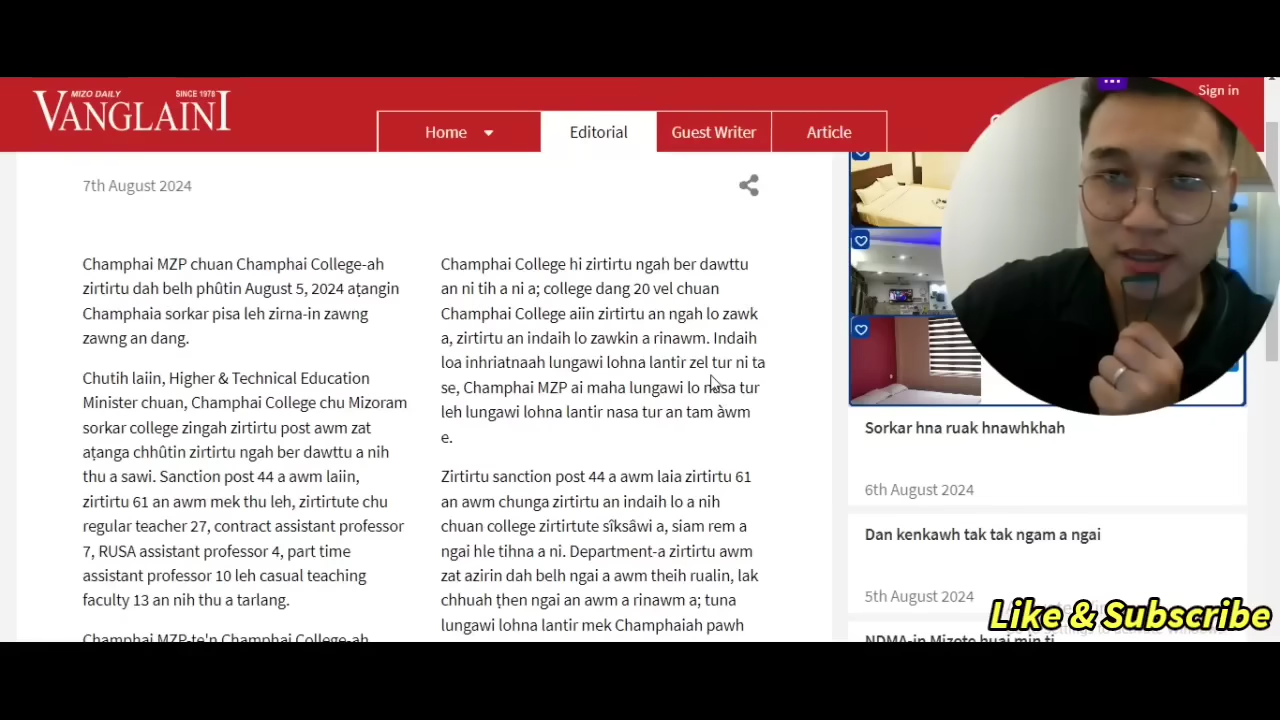 MIZO DAILY
SINCE 1978
VANGLAINI
Home
Editorial
Guest Writer
Article
Sign in
7th August 2024
Champhai MZP chuan Champhai College-ah
zirtirtu dah belh phûtin August 5, 2024 aṭangin
Champhaia sorkar pisa leh zirna-in zawng
zawng an dang.
Chutih laiin, Higher & Technical Education
Minister chuan, Champhai College chu Mizoram
sorkar college zingah zirtirtu post awm zat
aṭanga chhûtin zirtirtu ngah ber dawttu a nih
thu a sawi. Sanction post 44 a awm laiin,
zirtirtu 61 an awm mek thu leh, zirtirtute chu
regular teacher 27, contract assistant professor
7, RUSA assistant professor 4, part time
assistant professor 10 leh casual teaching
faculty 13 an nih thu a tarlang.
Champhai MZP-te'n Champhai College-ah
Champhai College hi zirtirtu ngah ber dawttu
an ni tih a ni a; college dang 20 vel chuan
Champhai College aiin zirtirtu an ngah lo zawk
a, zirtirtu an indaih lo zawkin a rinawm. Indaih
loa inhriatnaah lungawi lohna lantir zel tur ni ta
se, Champhai MZP ai maha lungawi lo nasa tur
leh lungawi lohna lantir nasa tur an tam àwm
e.
Zirtirtu sanction post 44 a awm laia zirtirtu 61
an awm chunga zirtirtu an indaih lo a nih
chuan college zirtirtute sîksâwi a, siam rem a
ngai hle tihna a ni. Department-a zirtirtu awm
zat azirin dah belh ngai a awm theih rualin, lak
chhuah ṭhen ngai an awm a rinawm a; tuna
lungawi lohna lantir mek Champhaiah pawh
Sorkar hna ruak hnawhkhah
6th August 2024
Dan kenkawh tak tak ngam a ngai
5th August 2024
NDMA-in Mizote huai min ti
Like & Subscribe